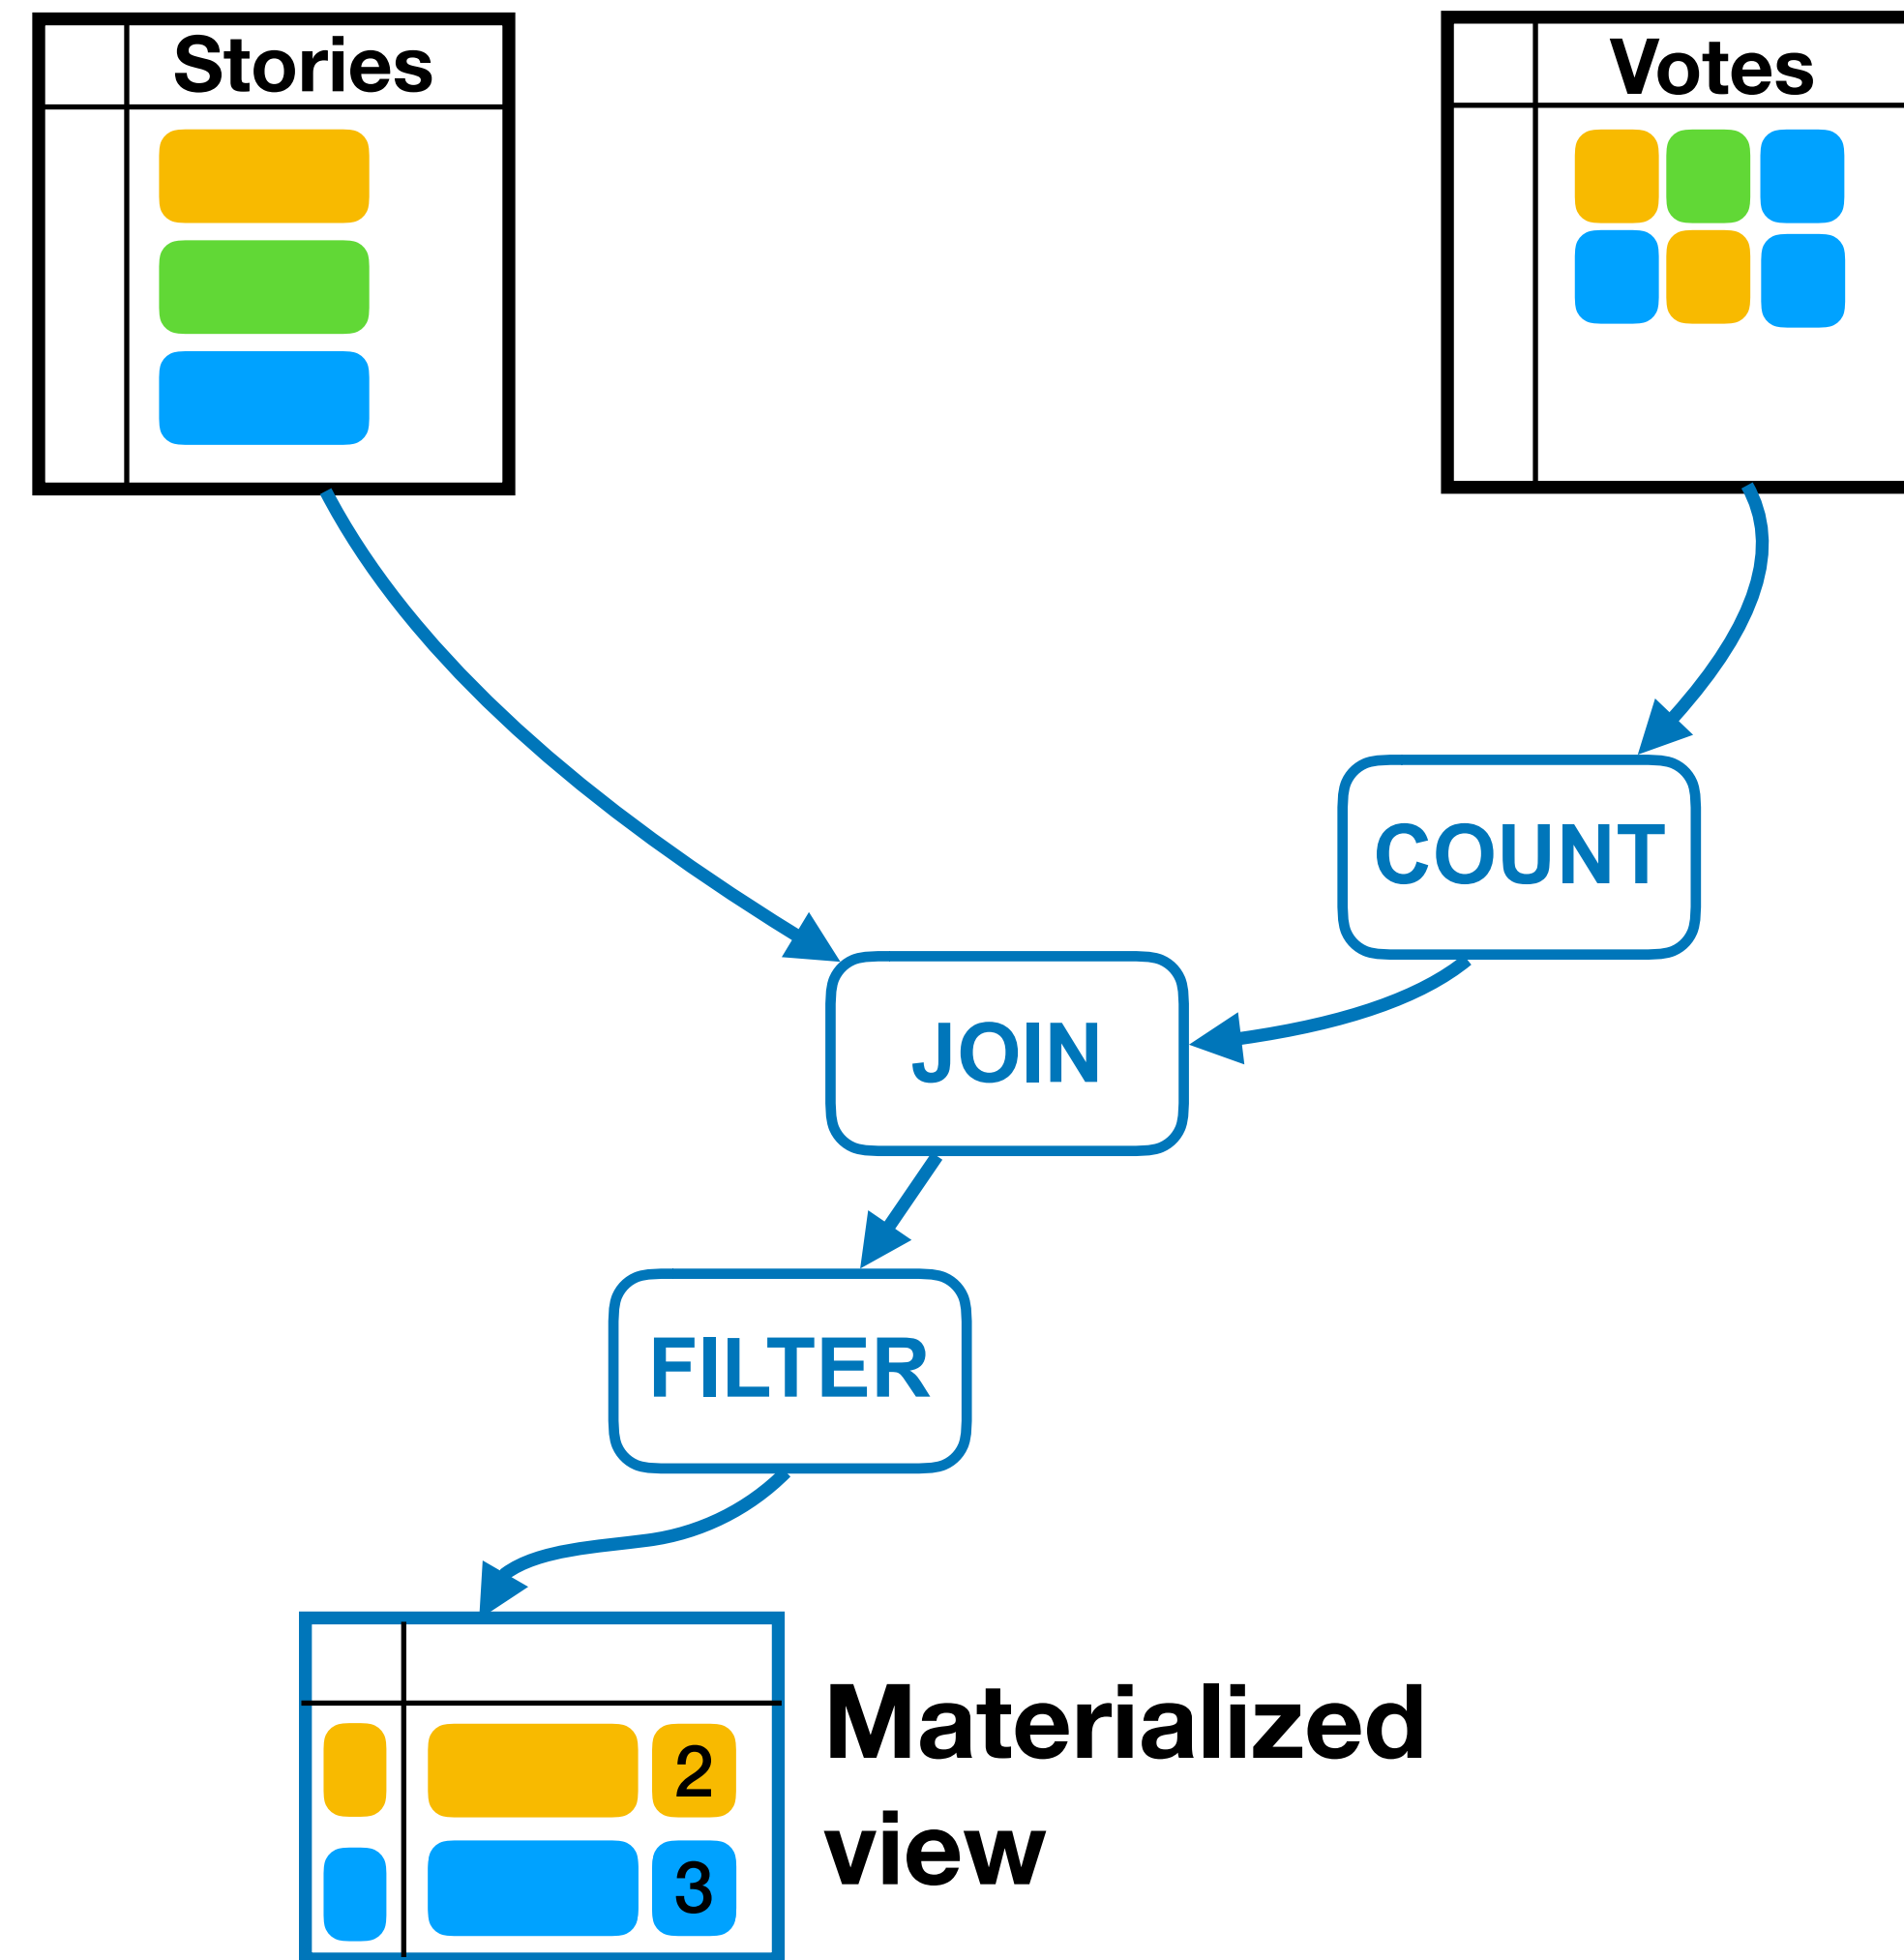 Stories
Votes
COUNT
JOIN
FILTER
Materialized
view
2
3